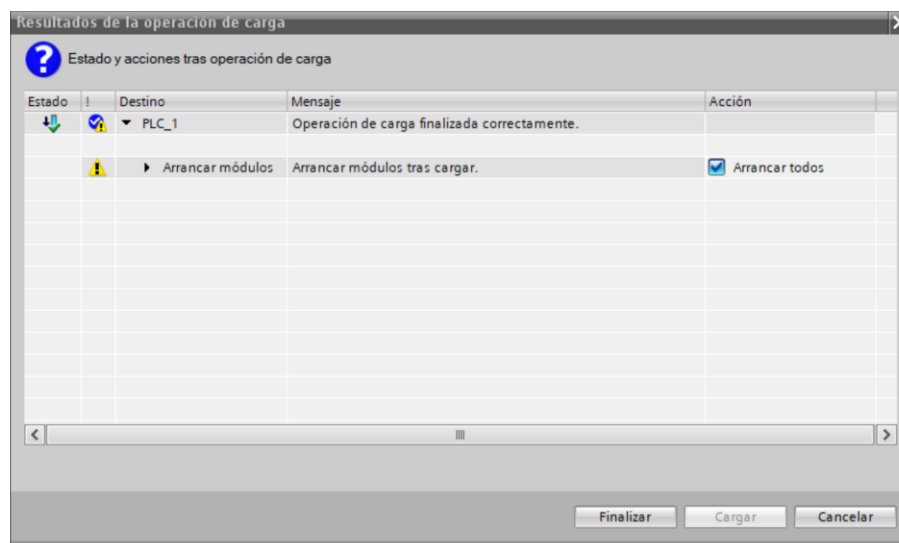 Resultados de la operación de carga
Estado y acciones tras operación de carga
Estado ! Destino Mensaje Acción
PLC_1 Operación de carga finalizada correctamente.
Arrancar módulos Arrancar módulos tras cargar. Arrancar todos
Finalizar Cargar Cancelar